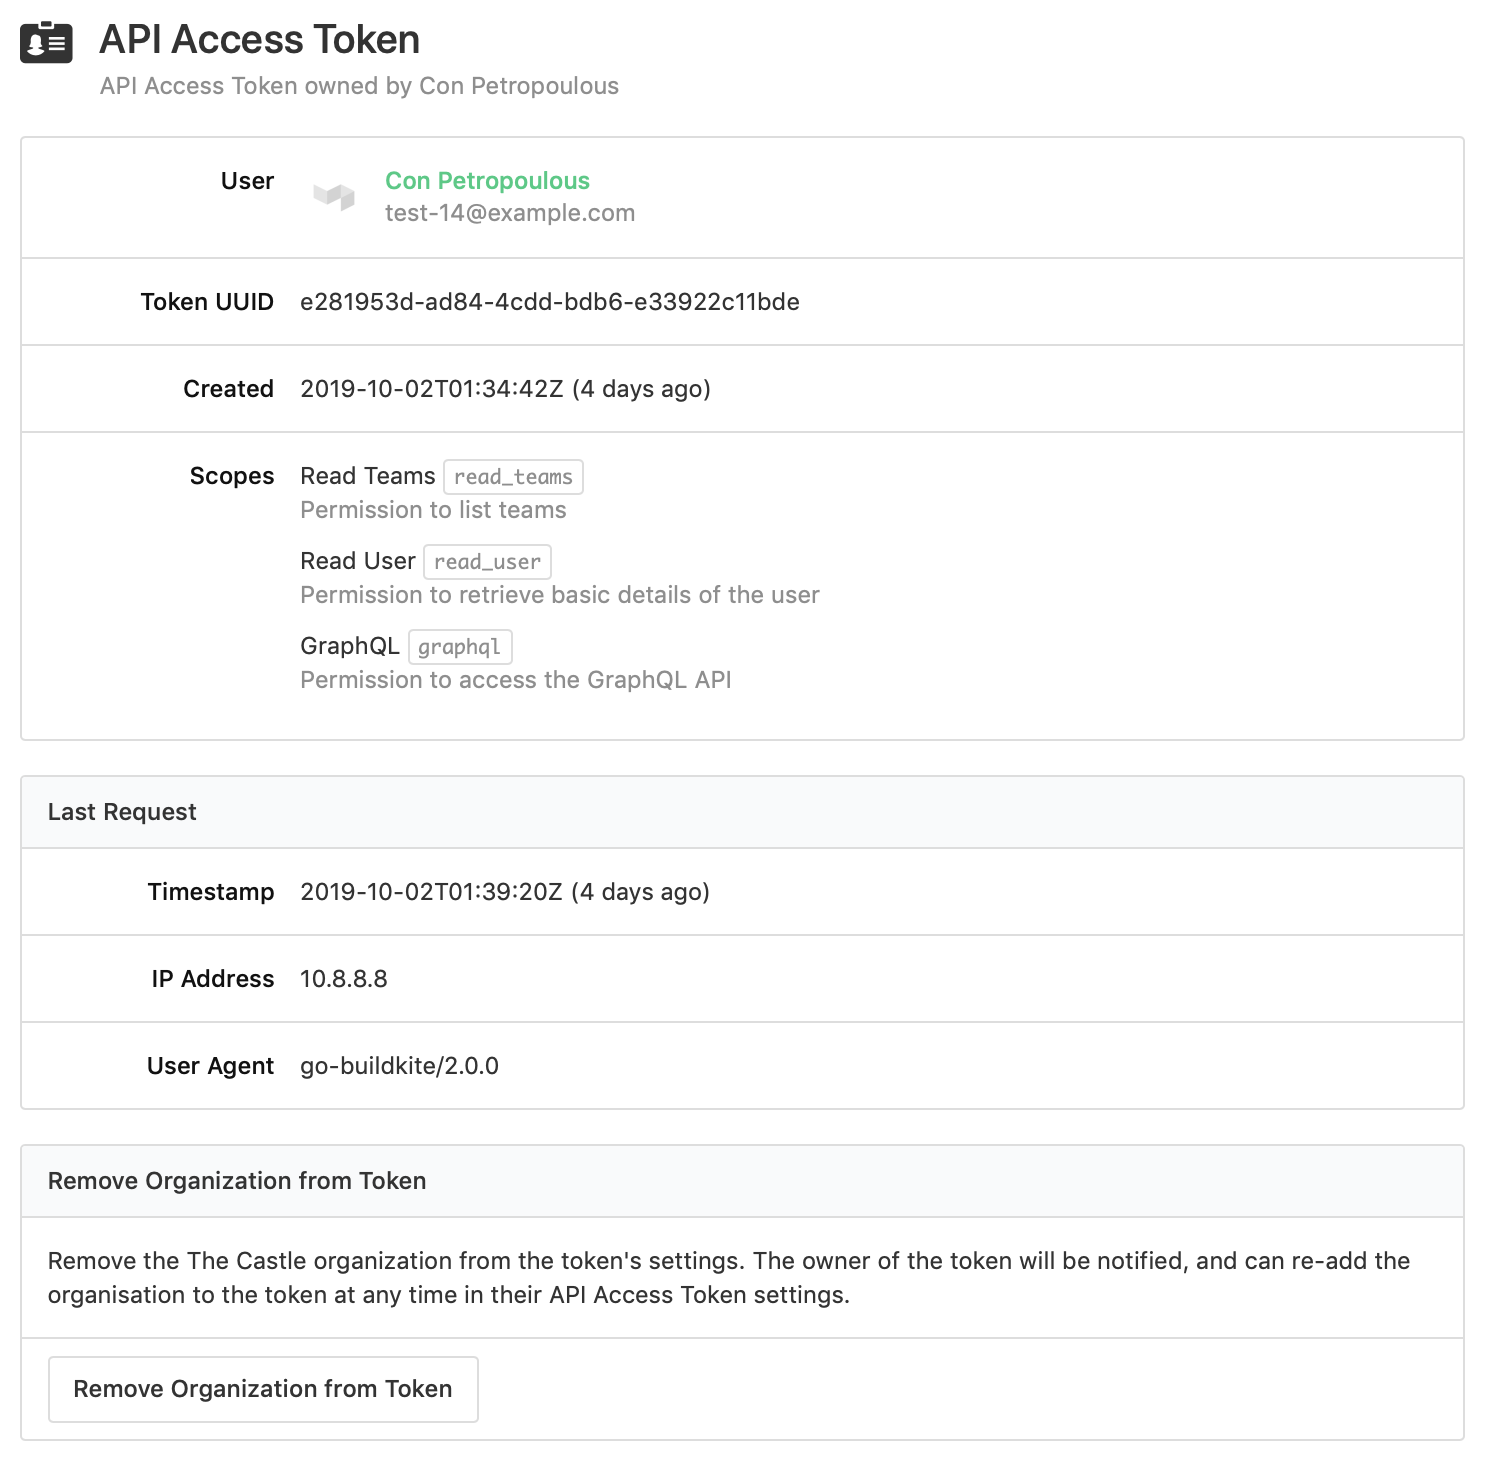 API Access Token
API Access Token owned by Con Petropoulous
User
Con Petropoulous
test-14@example.com
Token UUID e281953d-ad84-4cdd-bdb6-e33922c11bde
Created 2019-10-02T01:34:42Z (4 days ago)
Scopes Read Teams read_teams
Permission to list teams
Read User read_user
Permission to retrieve basic details of the user
GraphQL graphql
Permission to access the GraphQL API
Last Request
Timestamp 2019-10-02T01:39:20Z (4 days ago)
IP Address 10.8.8.8
User Agent go-buildkite/2.0.0
Remove Organization from Token
Remove the The Castle organization from the token's settings. The owner of the token will be notified, and can re-add the
organisation to the token at any time in their API Access Token settings.
Remove Organization from Token